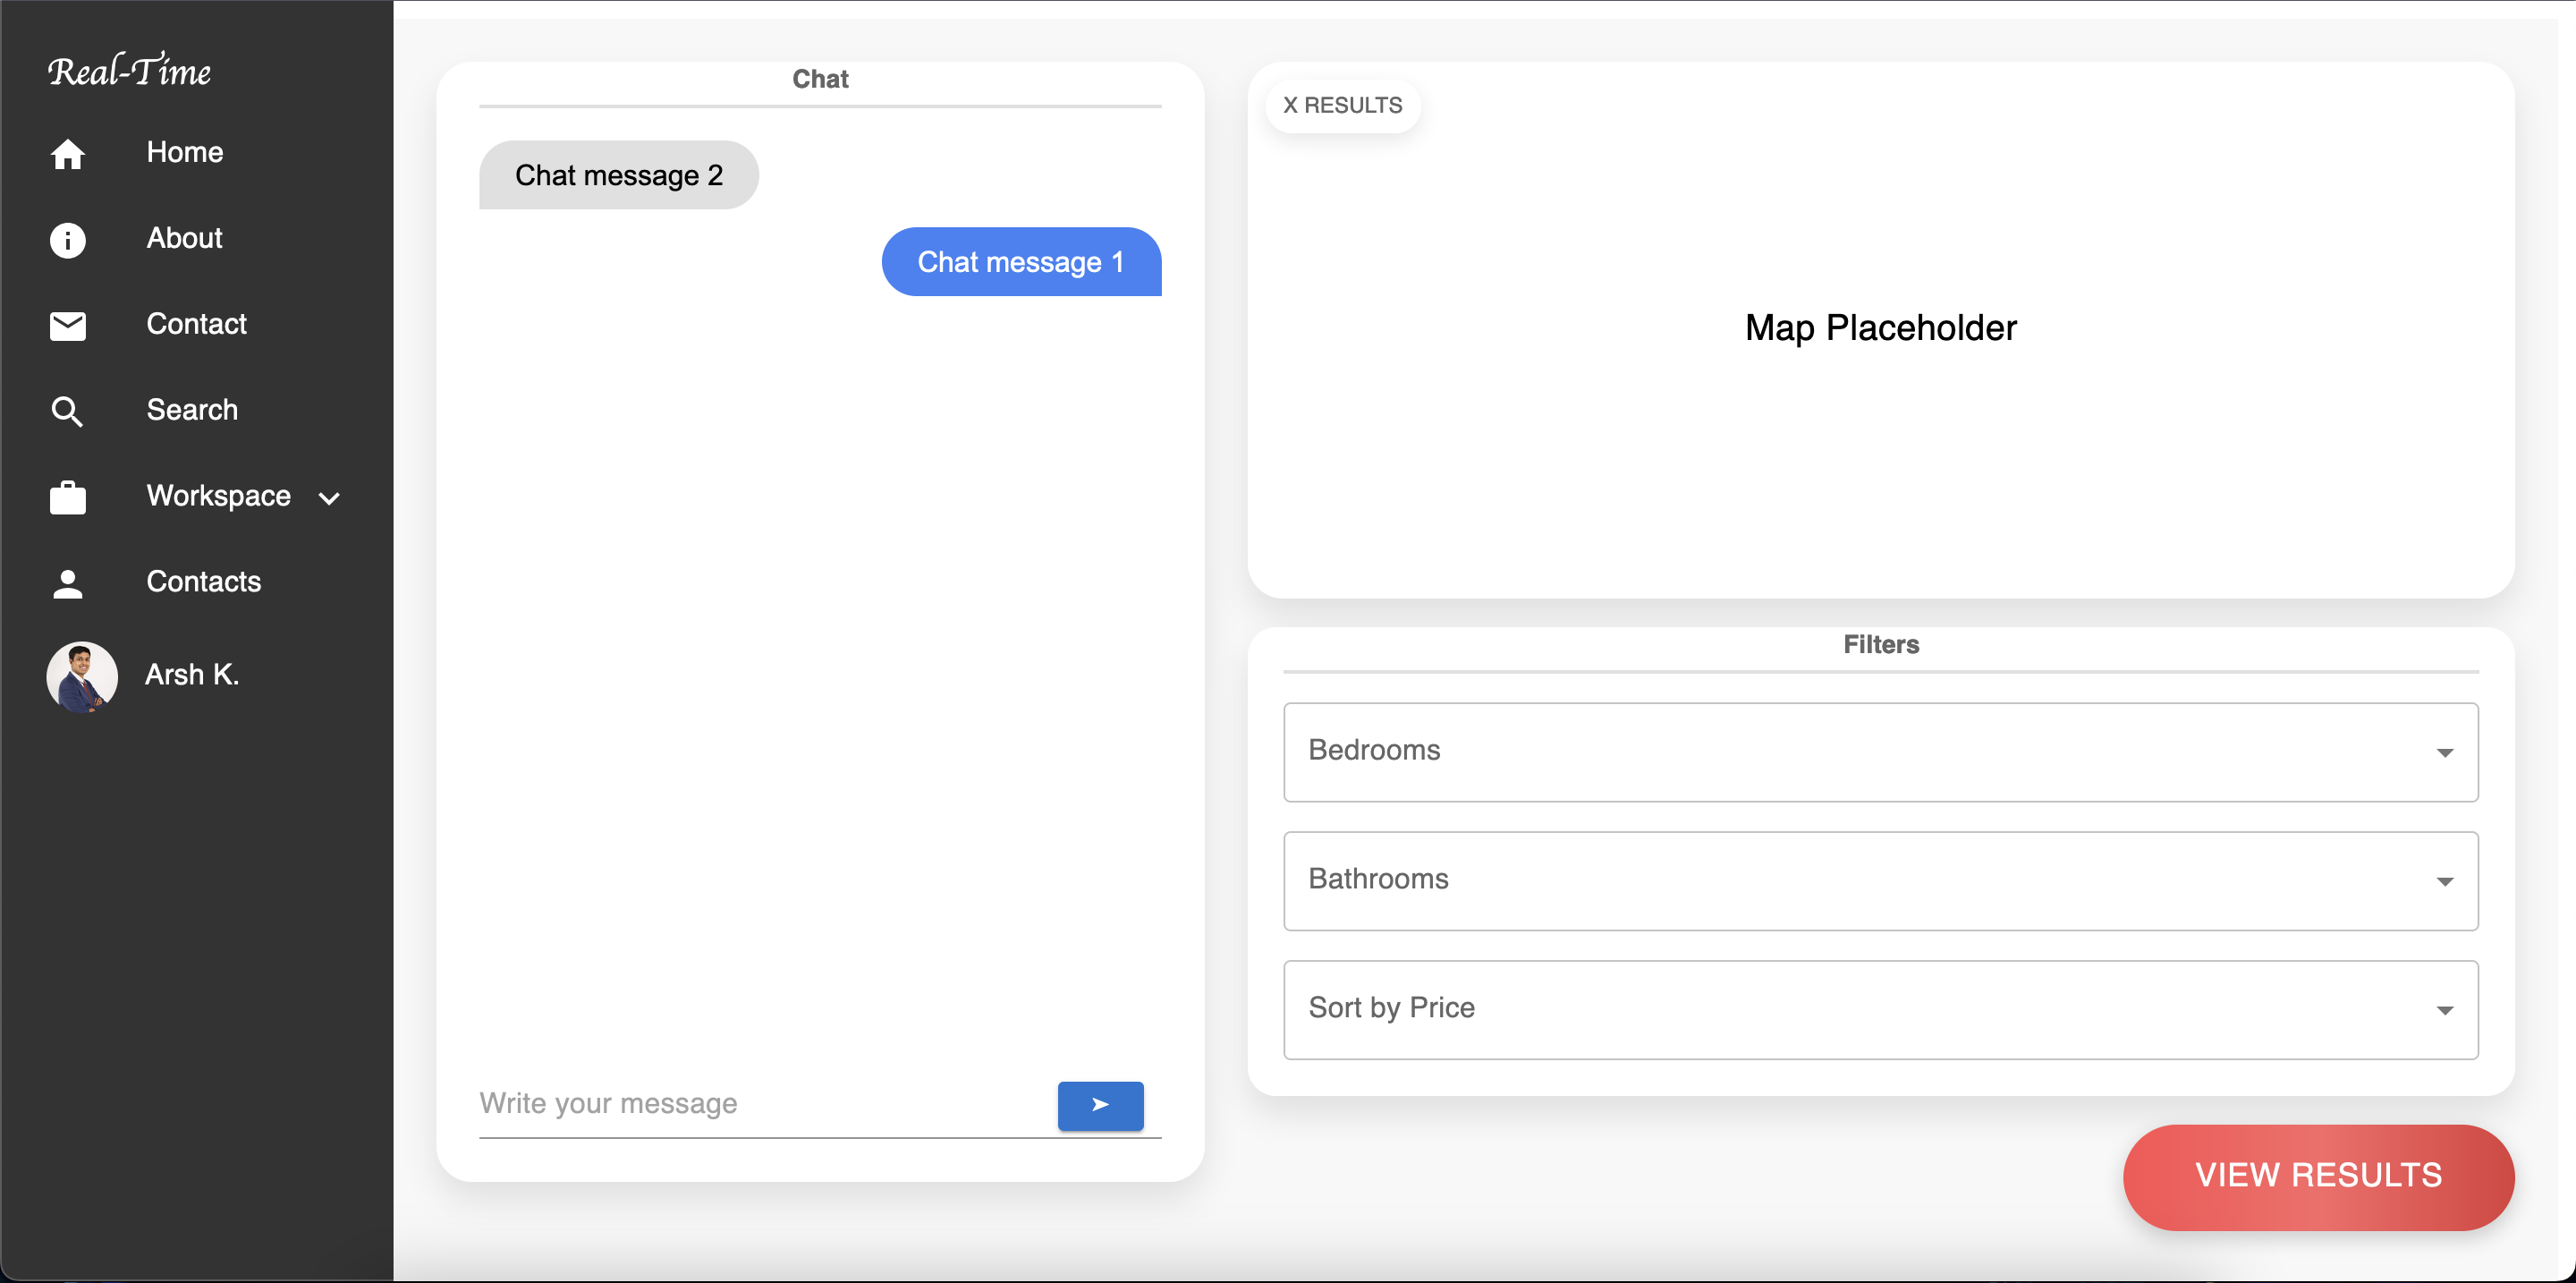 Real-Time
Home
About
Contact
Search
Workspace
Contacts
Arsh K.
Chat
Chat message 2
Chat message 1
Write your message
X RESULTS
Map Placeholder
Filters
Bedrooms
Bathrooms
Sort by Price
VIEW RESULTS